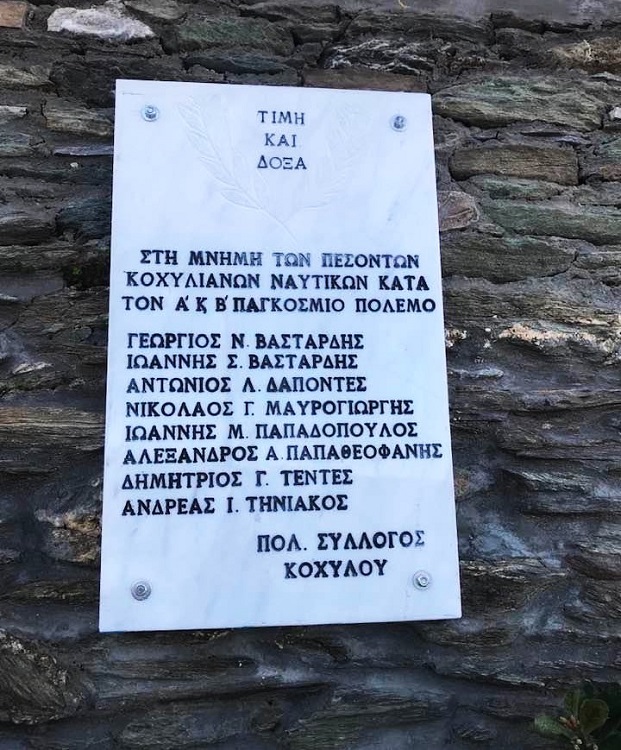 ΤΙΜΗ
ΚΑΙ
ΔΟΞΑ
ΣΤΗ ΜΝΗΜΗ ΤΩΝ ΠΕΣΟΝΤΩΝ
ΚΟΧΥΛΙΑΝΩΝ ΝΑΥΤΙΚΩΝ ΚΑΤΑ
ΤΟΝ Α΄ Κ̦ Β΄ ΠΑΓΚΟΣΜΙΟ ΠΟΛΕΜΟ
ΓΕΩΡΓΙΟΣ Ν. ΒΑΣΤΑΡΔΗΣ
ΙΩΑΝΝΗΣ Σ. ΒΑΣΤΑΡΔΗΣ
ΑΝΤΩΝΙΟΣ Λ. ΔΑΠΟΝΤΕΣ
ΝΙΚΟΛΑΟΣ Γ. ΜΑΥΡΟΓΙΩΡΓΗΣ
ΙΩΑΝΝΗΣ Μ. ΠΑΠΑΔΟΠΟΥΛΟΣ
ΑΛΕΞΑΝΔΡΟΣ Α. ΠΑΠΑΘΕΟΦΑΝΗΣ
ΔΗΜΗΤΡΙΟΣ Γ. ΤΕΝΤΕΣ
ΑΝΔΡΕΑΣ Ι. ΤΗΝΙΑΚΟΣ
ΠΟΛ. ΣΥΛΛΟΓΟΣ
ΚΟΧΥΛΟΥ